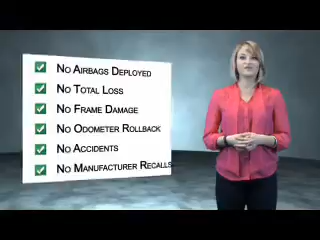 No Airbags Deployed
No Total Loss
No Frame Damage
No Odometer Rollback
No Accidents
No Manufacturer Recalls